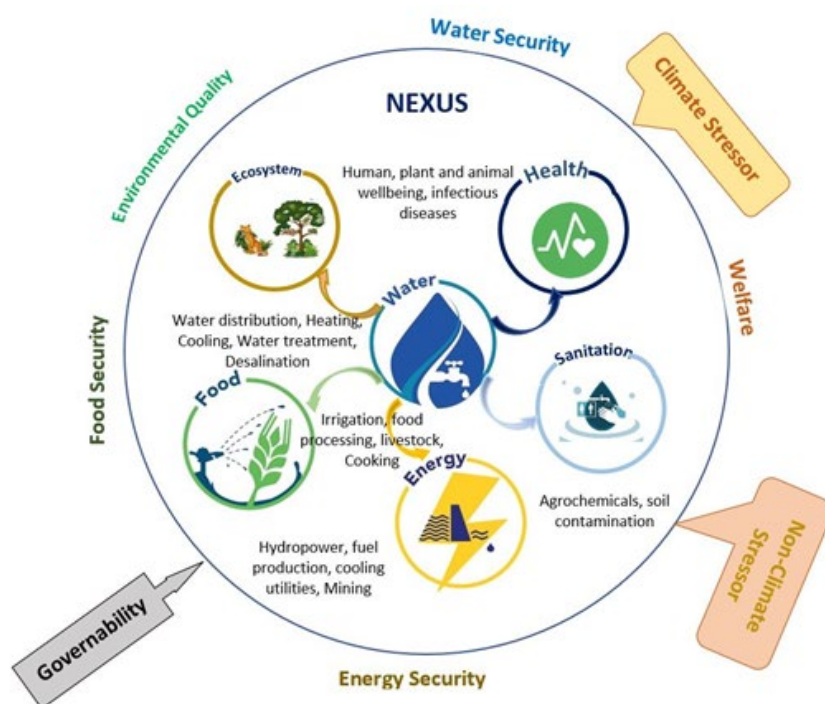 Water Security
Climate Stressor
NEXUS
Environmental Quality
Ecosystem
Human, plant and animal
wellbeing, infectious
diseases
Health
Water
Welfare
Water distribution, Heating,
Cooling, Water treatment,
Desalination
Sanitation
Food Security
Food
Irrigation, food
processing, livestock,
Cooking
Energy
Agrochemicals, soil
contamination
Non-Climate
Stressor
Hydropower, fuel
production, cooling
utilities, Mining
Governability
Energy Security